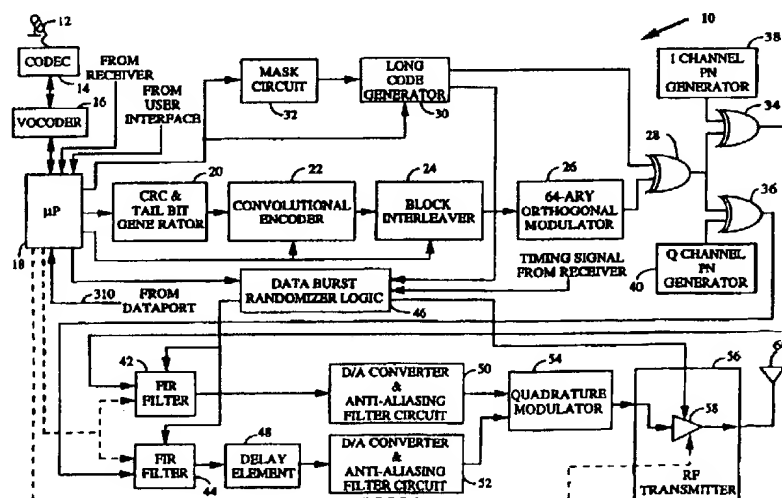 10
12
CODEC
14
VOCODER
16
FROM
RECEIVER
FROM
USER
INTERFACE
MASK
CIRCUIT
32
LONG
CODE
GENERATOR
30
I CHANNEL
PN
GENERATOR
38
34
28
µP
18
20
CRC &
TAIL BIT
GENERATOR
22
CONVOLUTIONAL
ENCODER
24
BLOCK
INTERLEAVER
26
64-ARY
ORTHOGONAL
MODULATOR
36
Q CHANNEL
PN
GENERATOR
40
310
FROM
DATAPORT
DATA BURST
RANDOMIZER LOGIC
46
TIMING SIGNAL
FROM RECEIVER
42
FIR
FILTER
D/A CONVERTER
&
ANTI-ALIASING
FILTER CIRCUIT
50
54
QUADRATURE
MODULATOR
56
58
FIR
FILTER
44
48
DELAY
ELEMENT
D/A CONVERTER
&
ANTI-ALIASING
FILTER CIRCUIT
52
RF
TRANSMITTER